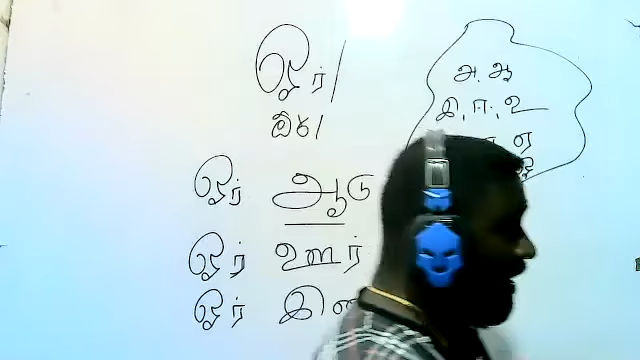 ஓர்/
ஒரு/
ஓர் ஆடு
ஓர் ஊர்
ஓர்
அ, ஆ
இ, ஈ, உ
ஏ